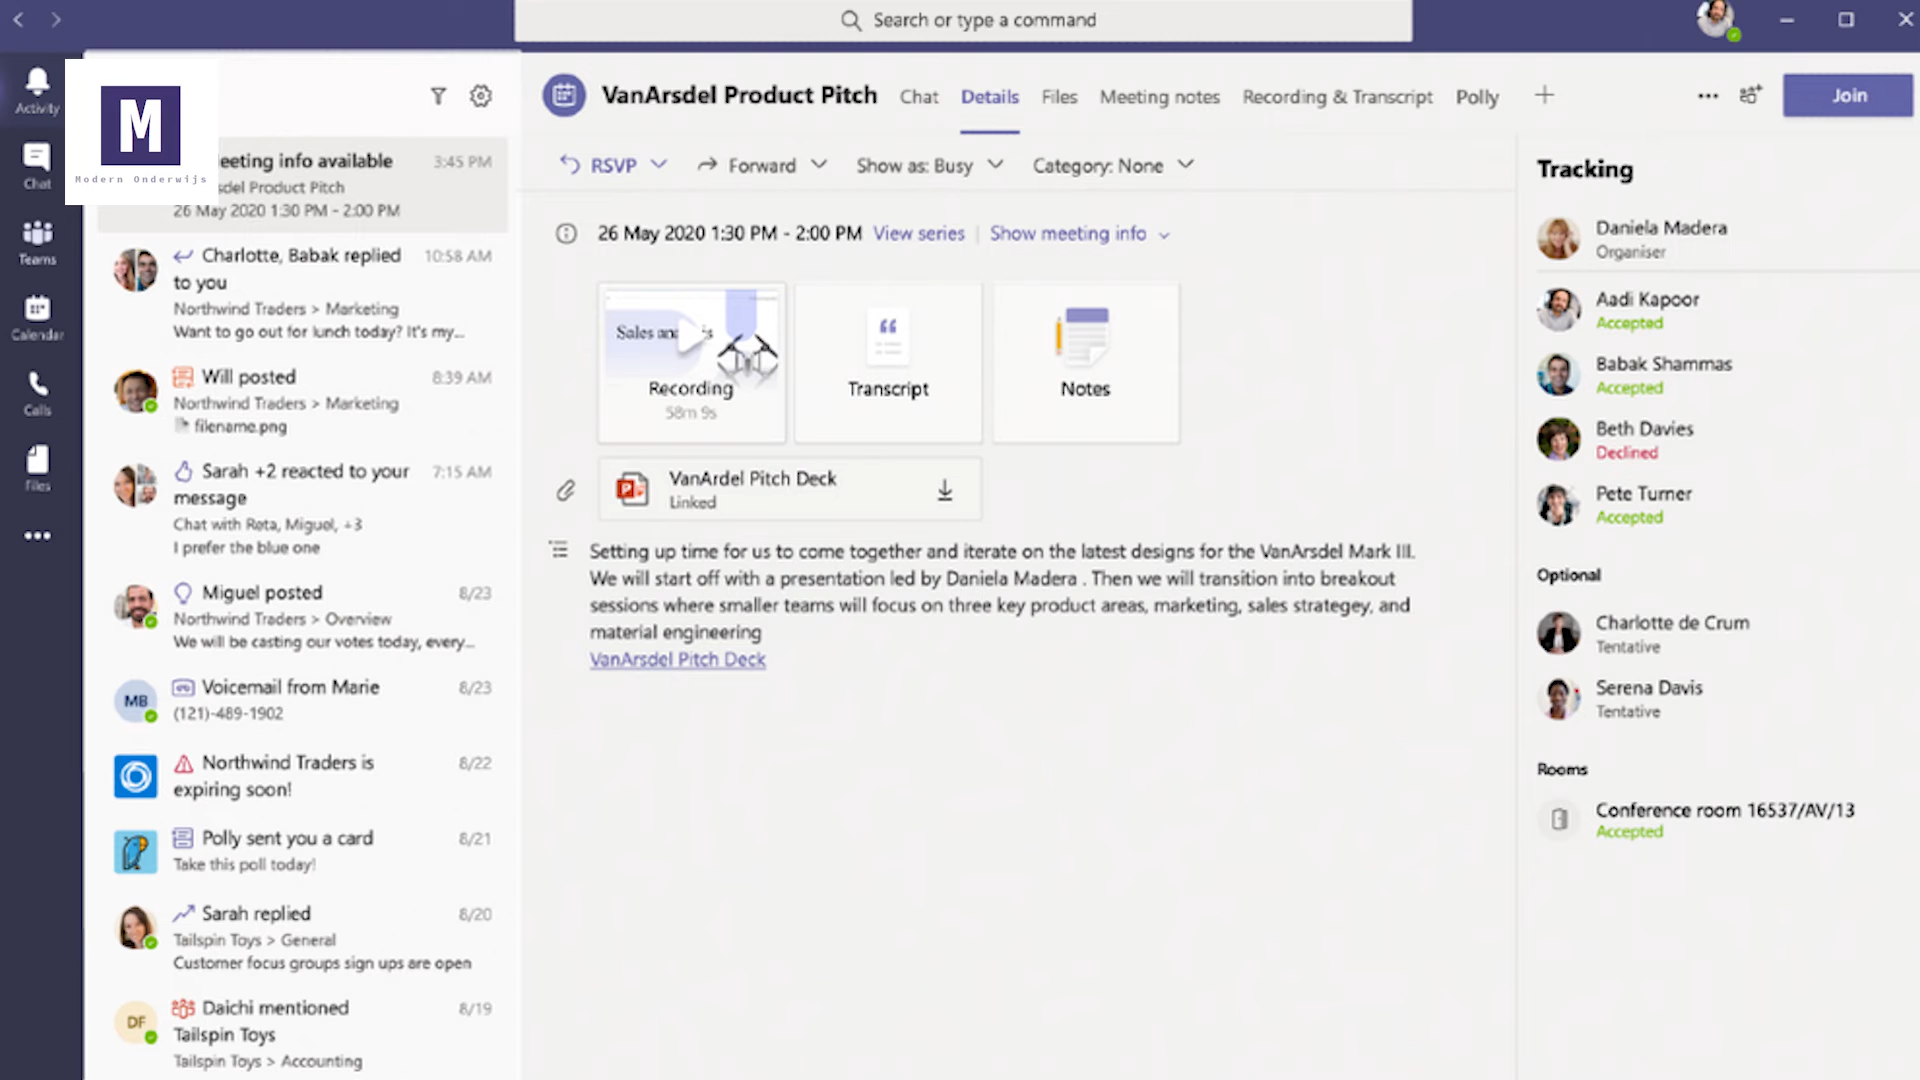 Search or type a command
Activity
Chat
Teams
Calendar
Calls
Files
M
Modern Onderwijs
eeting info available 3:45 PM
sdel Product Pitch
26 May 2020 1:30 PM - 2:00 PM
Charlotte, Babak replied 10:58 AM
to you
Northwind Traders > Marketing
Want to go out for lunch today? It's my...
Will posted 8:39 AM
Northwind Traders > Marketing
filename.png
Sarah +2 reacted to your 7:15 AM
message
Chat with Reta, Miguel, +3
I prefer the blue one
Miguel posted 8/23
Northwind Traders > Overview
We will be casting our votes today, every...
MB
Voicemail from Marie 8/23
(121)-489-1902
Northwind Traders is 8/22
expiring soon!
Polly sent you a card 8/21
Take this poll today!
Sarah replied 8/20
Tailspin Toys > General
Customer focus groups sign ups are open
DF
Daichi mentioned 8/19
Tailspin Toys
Tailspin Toys > Accounting
VanArsdel Product Pitch Chat Details Files Meeting notes Recording & Transcript Polly
Join
RSVP Forward Show as: Busy Category: None
26 May 2020 1:30 PM - 2:00 PM View series | Show meeting info
Sales ana is
Recording
58m 9s
Transcript
Notes
VanArdel Pitch Deck
Linked
Setting up time for us to come together and iterate on the latest designs for the VanArsdel Mark III.
We will start off with a presentation led by Daniela Madera . Then we will transition into breakout
sessions where smaller teams will focus on three key product areas, marketing, sales strategey, and
material engineering
VanArsdel Pitch Deck
Tracking
Daniela Madera
Organiser
Aadi Kapoor
Accepted
Babak Shammas
Accepted
Beth Davies
Declined
Pete Turner
Accepted
Optional
Charlotte de Crum
Tentative
Serena Davis
Tentative
Rooms
Conference room 16537/AV/13
Accepted